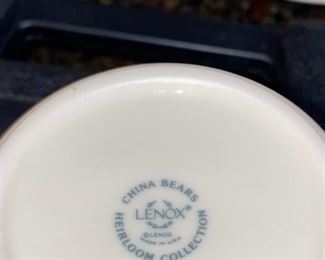 CHINA BEARS
LENOX®
©LENOX
MADE IN U.S.A.
HEIRLOOM COLLECTION